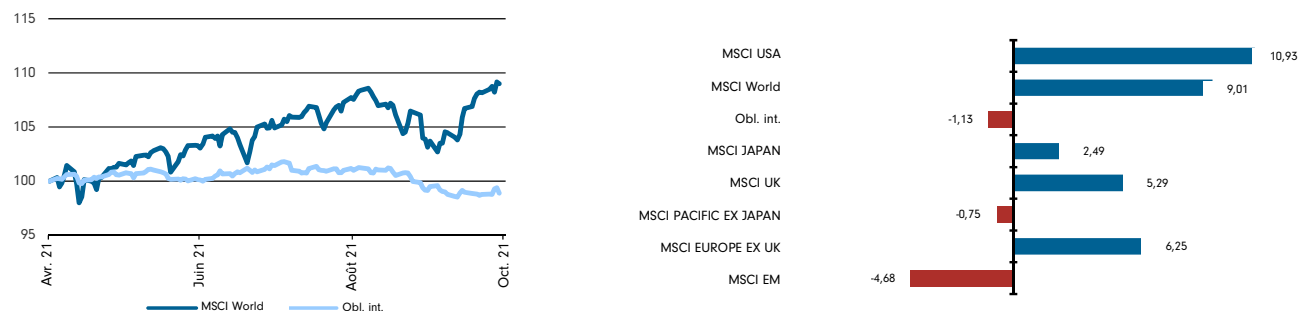 115
110
105
100
95
Avr. 21
Juin 21
Août 21
Oct. 21
MSCI World
Obl. int.
MSCI USA
10,93
MSCI World
9,01
Obl. int.
-1,13
MSCI JAPAN
2,49
MSCI UK
5,29
MSCI PACIFIC EX JAPAN
-0,75
MSCI EUROPE EX UK
6,25
MSCI EM
-4,68